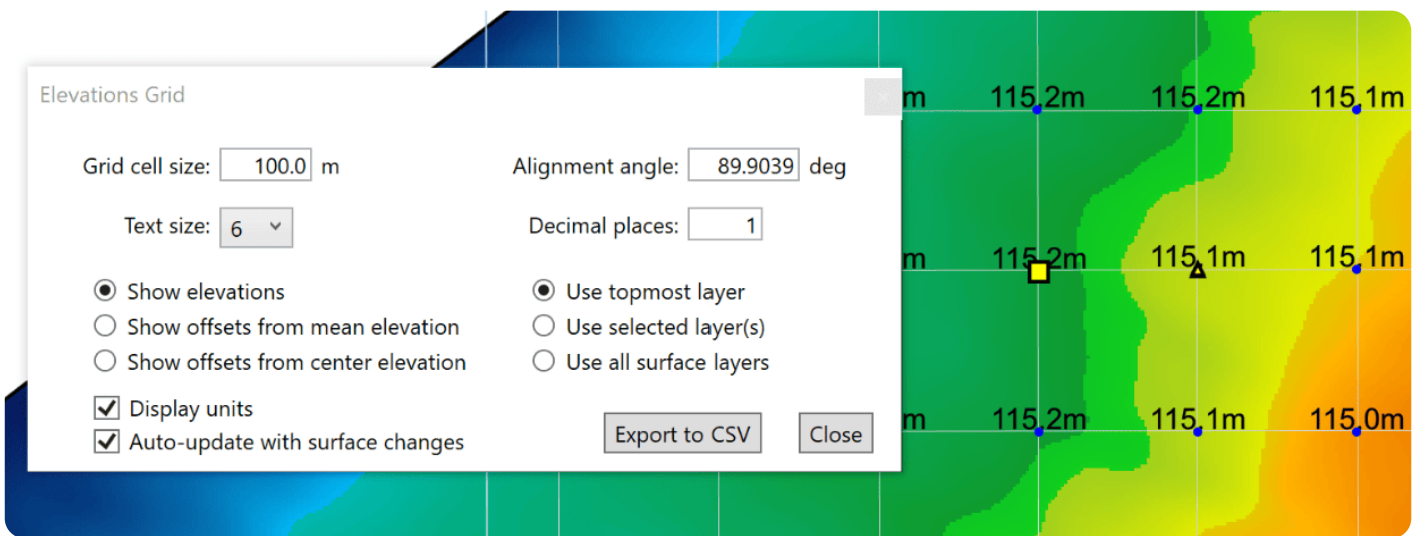 Elevations Grid
Grid cell size: 100.0 m
Alignment angle: 89.9039 deg
Text size: 6
Decimal places: 1
Show elevations
Show offsets from mean elevation
Show offsets from center elevation
Use topmost layer
Use selected layer(s)
Use all surface layers
Display units
Auto-update with surface changes
Export to CSV
Close
m 115.2m 115.2m 115.1m
m 115.2m 115.1m 115.1m
m 115.2m 115.1m 115.0m